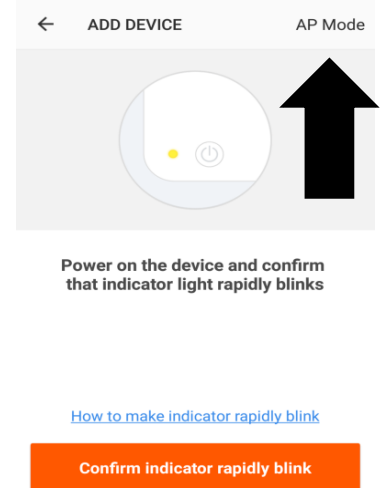 ADD DEVICE AP Mode
Power on the device and confirm
that indicator light rapidly blinks
How to make indicator rapidly blink
Confirm indicator rapidly blink